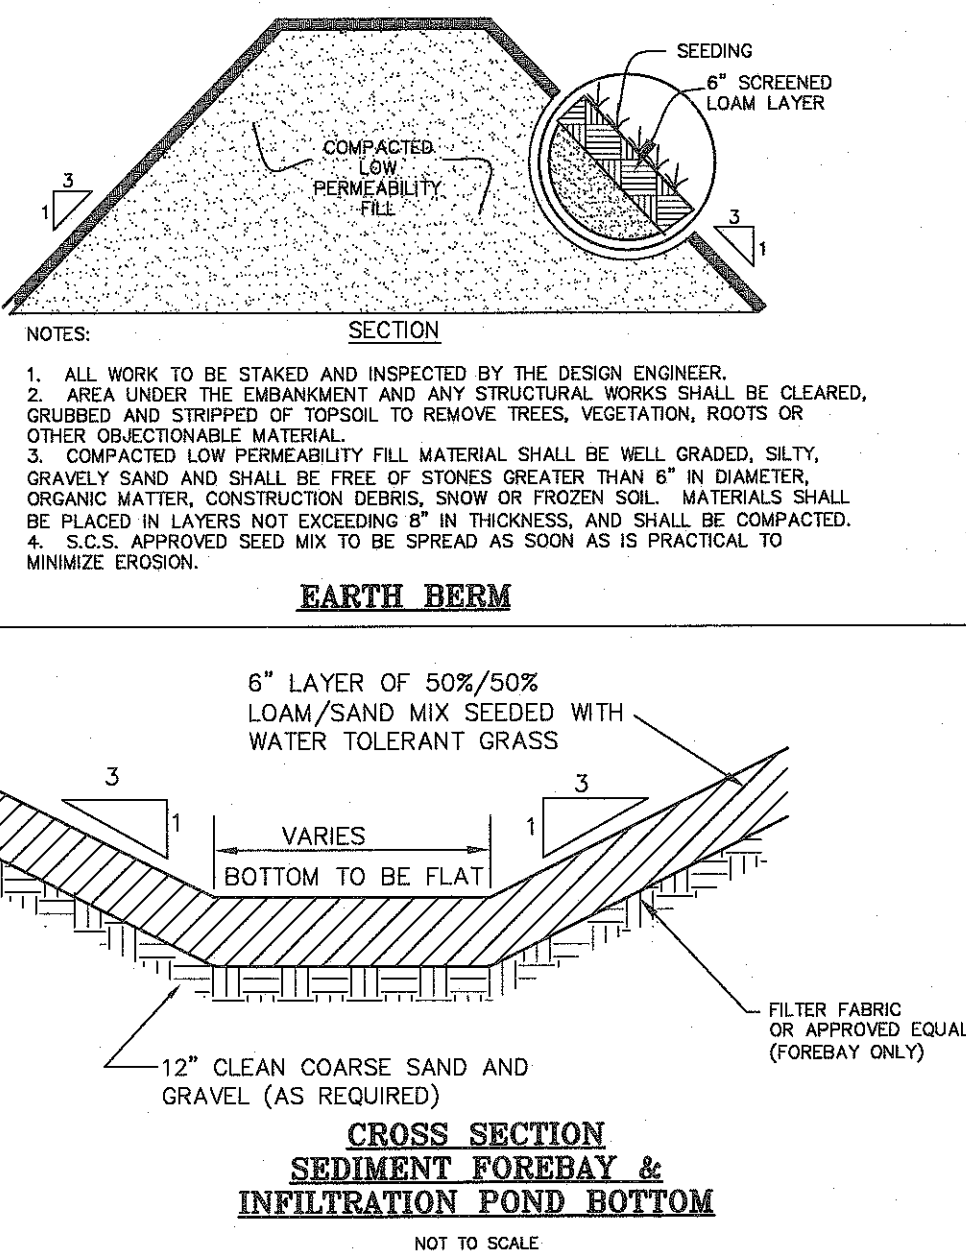 SEEDING
6" SCREENED
LOAM LAYER
COMPACTED
LOW
PERMEABILITY
FILL
3
1
3
1
NOTES:
SECTION
1. ALL WORK TO BE STAKED AND INSPECTED BY THE DESIGN ENGINEER.
2. AREA UNDER THE EMBANKMENT AND ANY STRUCTURAL WORKS SHALL BE CLEARED,
GRUBBED AND STRIPPED OF TOPSOIL TO REMOVE TREES, VEGETATION, ROOTS OR
OTHER OBJECTIONABLE MATERIAL.
3. COMPACTED LOW PERMEABILITY FILL MATERIAL SHALL BE WELL GRADED, SILTY,
GRAVELY SAND AND SHALL BE FREE OF STONES GREATER THAN 6" IN DIAMETER,
ORGANIC MATTER, CONSTRUCTION DEBRIS, SNOW OR FROZEN SOIL. MATERIALS SHALL
BE PLACED IN LAYERS NOT EXCEEDING 8" IN THICKNESS, AND SHALL BE COMPACTED.
4. S.C.S. APPROVED SEED MIX TO BE SPREAD AS SOON AS IS PRACTICAL TO
MINIMIZE EROSION.
EARTH BERM
6" LAYER OF 50%/50%
LOAM/SAND MIX SEEDED WITH
WATER TOLERANT GRASS
3
1
3
1
VARIES
BOTTOM TO BE FLAT
FILTER FABRIC
OR APPROVED EQUAL
(FOREBAY ONLY)
12" CLEAN COARSE SAND AND
GRAVEL (AS REQUIRED)
CROSS SECTION
SEDIMENT FOREBAY &
INFILTRATION POND BOTTOM
NOT TO SCALE